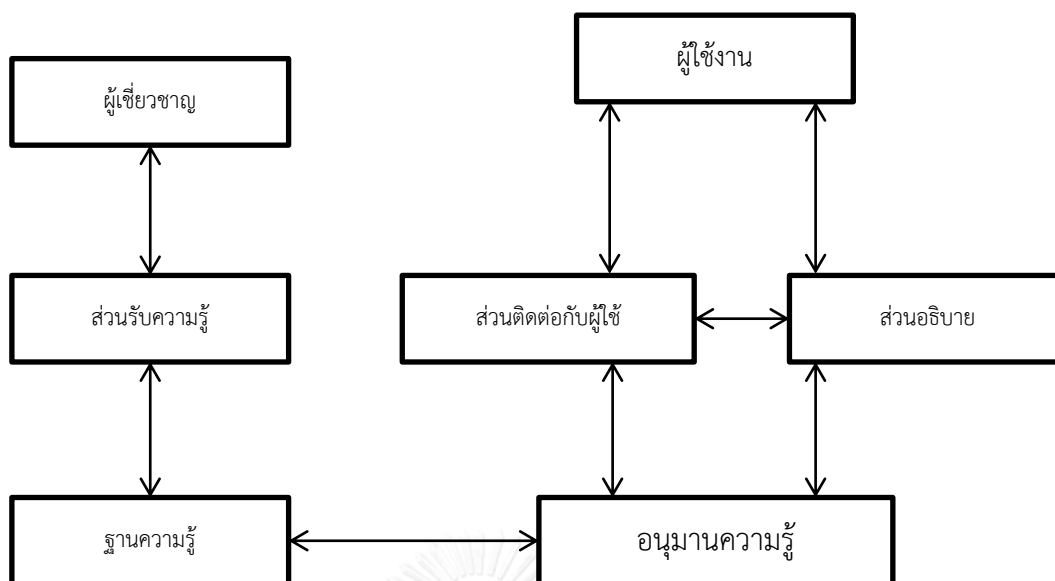 ผู้ใช้งาน
ผู้เชี่ยวชาญ
ส่วนรับความรู้
ส่วนติดต่อกับผู้ใช้
ส่วนอธิบาย
ฐานความรู้
อนุมานความรู้